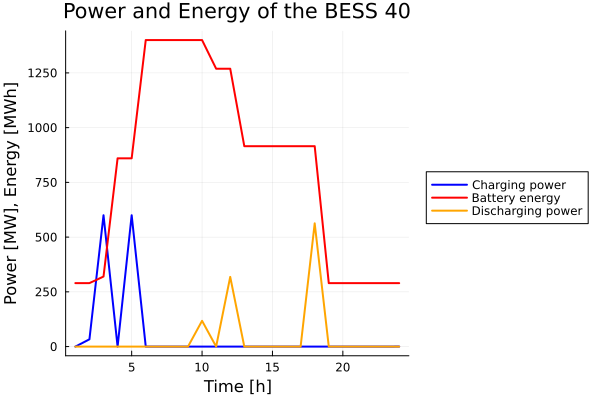 Power and Energy of the BESS 40
Power [MW], Energy [MWh]
1250
1000
750
500
250
0
5
10
15
20
Time [h]
Charging power
Battery energy
Discharging power